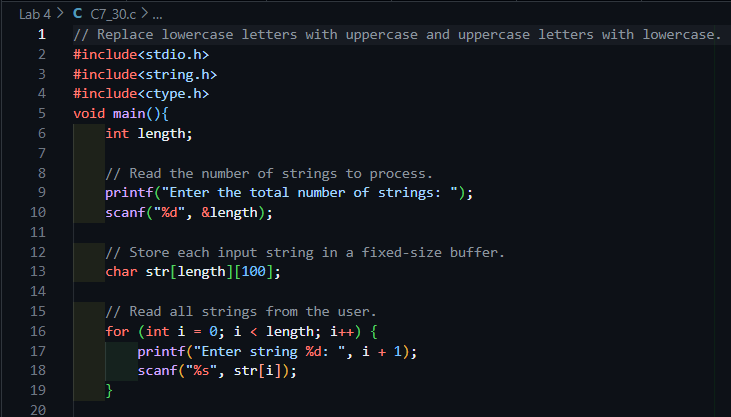 Lab 4 > C C7_30.c > ...
1 // Replace lowercase letters with uppercase and uppercase letters with lowercase.
2 #include<stdio.h>
3 #include<string.h>
4 #include<ctype.h>
5 void main(){
6     int length;
7
8     // Read the number of strings to process.
9     printf("Enter the total number of strings: ");
10     scanf("%d", &length);
11
12     // Store each input string in a fixed-size buffer.
13     char str[length][100];
14
15     // Read all strings from the user.
16     for (int i = 0; i < length; i++) {
17         printf("Enter string %d: ", i + 1);
18         scanf("%s", str[i]);
19     }
20